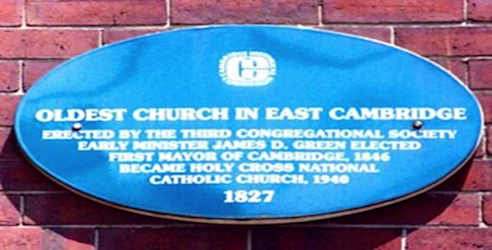 OLDEST CHURCH IN EAST CAMBRIDGE
ERECTED BY THE THIRD CONGREGATIONAL SOCIETY
EARLY MINISTER JAMES D. GREEN ELECTED
FIRST MAYOR OF CAMBRIDGE, 1846
BECAME HOLY CROSS NATIONAL
CATHOLIC CHURCH, 1940
1827